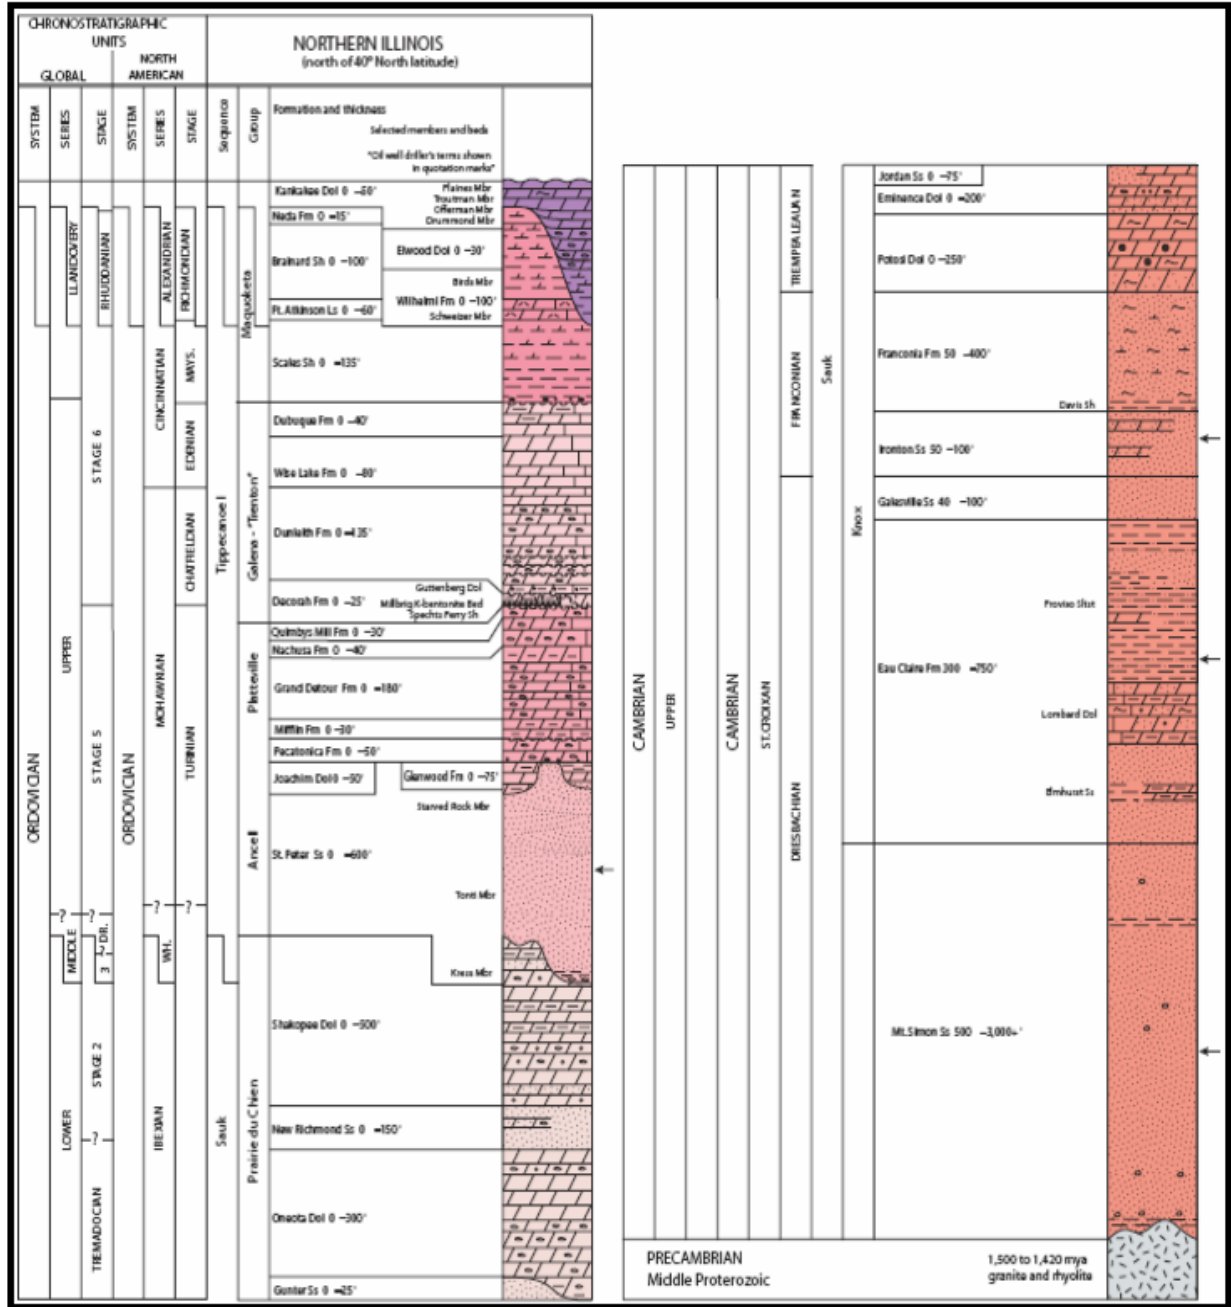 CHRONOSTRATIGRAPHIC
UNITS
GLOBAL
NORTH
AMERICAN
NORTHERN ILLINOIS
(north of 40° North latitude)
SYSTEM
SERIES
STAGE
SYSTEM
SERIES
STAGE
Sequence
Group
Formation and thickness
Selected members and beds
"Oil well driller's terms shown
in quotation marks"
ORDOVICIAN
LLANDOVERY
UPPER
MIDDLE
LOWER
RHUDDANIAN
STAGE 6
STAGE 5
DR.
3
2
STAGE 2
TREMADOCIAN
ORDOVICIAN
ALEXANDRIAN
CINCINNATIAN
MOHAWKIAN
WH.
IBEXIAN
RICHMONDIAN
MAYS.
EDENIAN
CHATFIELDIAN
TURINIAN
? ?
? ?
?
Tippecanoe I
Sauk
Maquoketa
Galena - "Trenton"
Platteville
Ancell
Prairie du Chien
Kankakee Dol 0 –50'
Plaines Mbr
Troutman Mbr
Offerman Mbr
Drummond Mbr
Neda Fm 0 –15'
Elwood Dol 0 –30'
Brainard Sh 0 –100'
Birds Mbr
Wilhelmi Fm 0 –100'
Ft. Atkinson Ls 0 –60'
Schweizer Mbr
Scales Sh 0 –135'
Dubuque Fm 0 –40'
Wise Lake Fm 0 –80'
Dunleith Fm 0 –135'
Guttenberg Dol
Decorah Fm 0 –25'
Millbrig K-bentonite Bed
Spechts Ferry Sh
Quimbys Mill Fm 0 –30'
Nachusa Fm 0 –40'
Grand Detour Fm 0 –180'
Mifflin Fm 0 –30'
Pecatonica Fm 0 –50'
Joachim Dol 0 –50'
Glenwood Fm 0 –75'
Starved Rock Mbr
St. Peter Ss 0 –600'
Tonti Mbr
Kress Mbr
Shakopee Dol 0 –500'
New Richmond Ss 0 –150'
Oneota Dol 0 –300'
Gunter Ss 0 –25'
CAMBRIAN
UPPER
CAMBRIAN
ST. CROIXAN
TREMPEALEAUAN
FRANCONIAN
DRESBACHIAN
Sauk
Knox
Jordan Ss 0 –75'
Eminence Dol 0 –200'
Potosi Dol 0 –250'
Franconia Fm 50 –400'
Davis Sh
Ironton Ss 50 –100'
Galesville Ss 40 –100'
Proviso Sltst
Eau Claire Fm 300 –750'
Lombard Dol
Elmhurst Ss
Mt. Simon Ss 500 –3,000+'
PRECAMBRIAN
Middle Proterozoic
1,500 to 1,420 mya
granite and rhyolite